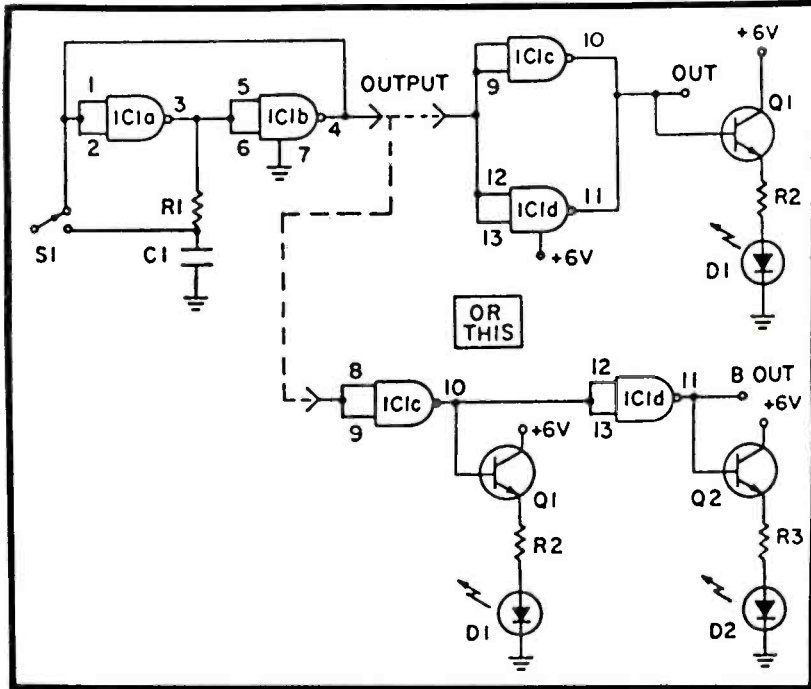 1
2
IC1a
3
5
6
IC1b
7
4
OUTPUT
R1
S1
C1
IC1c
9
10
OUT
+6V
Q1
12
13
IC1d
11
+6V
R2
D1
OR
THIS
8
9
IC1c
10
12
13
IC1d
11
B OUT
+6V
+6V
Q1
Q2
R2
R3
D1
D2